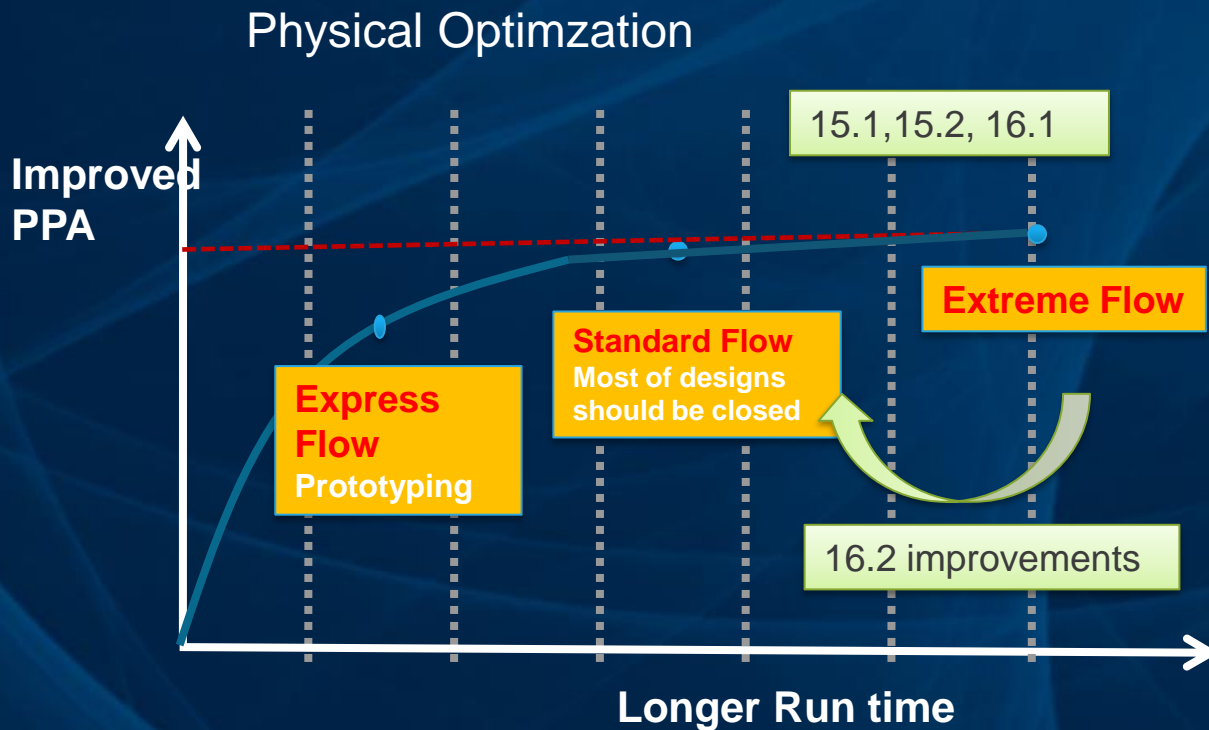 Physical Optimzation
15.1,15.2, 16.1
Improved
PPA
Extreme Flow
Standard Flow
Most of designs
should be closed
Express
Flow
Prototyping
16.2 improvements
Longer Run time